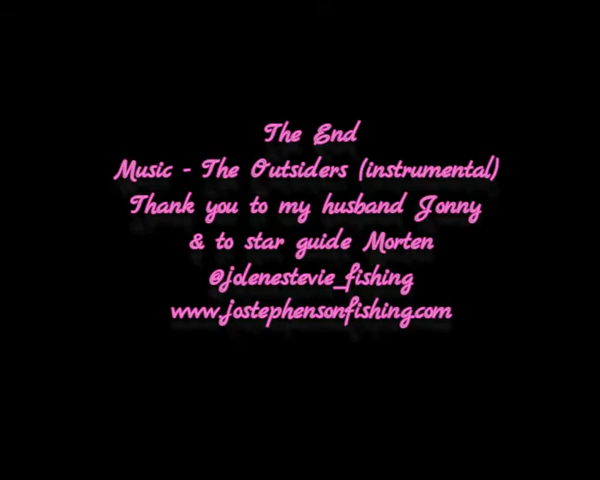 The End
Music - The Outsiders (instrumental)
Thank you to my husband Jonny
& to star guide Morten
@jolenestevie_fishing
www.jostephensonfishing.com